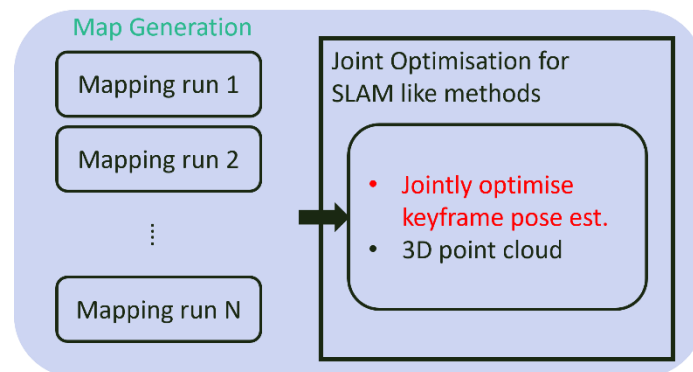 Map Generation
Mapping run 1
Mapping run 2
...
Mapping run N
Joint Optimisation for
SLAM like methods
• Jointly optimise
keyframe pose est.
• 3D point cloud